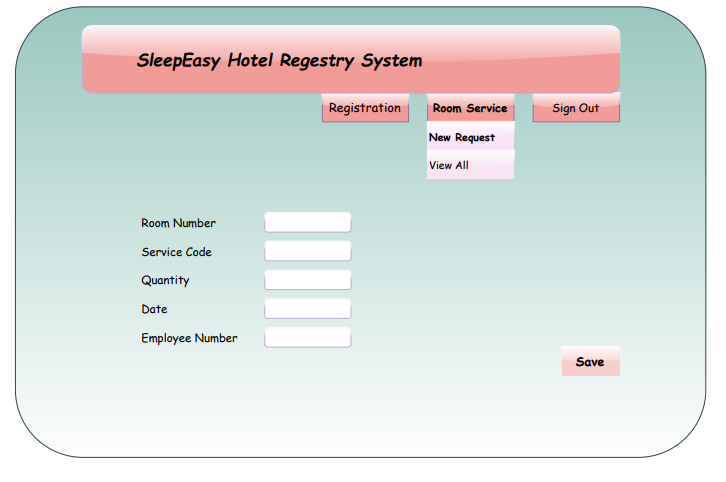 SleepEasy Hotel Regestry System
Registration Room Service Sign Out
New Request
View All
Room Number
Service Code
Quantity
Date
Employee Number
Save